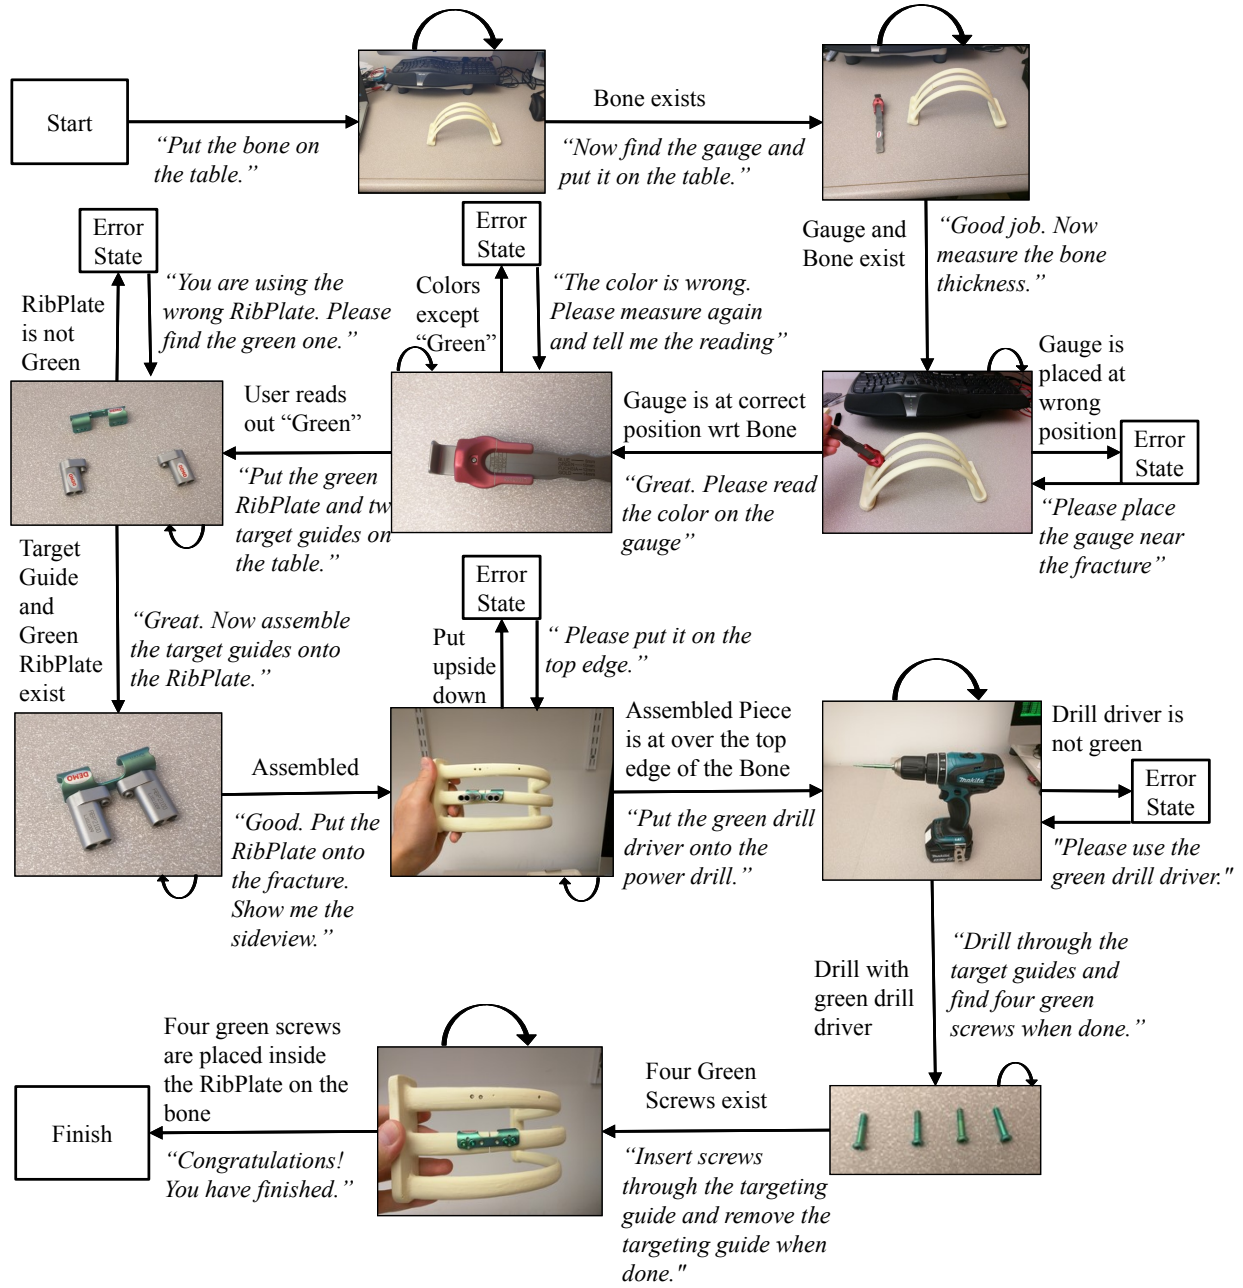 Start
“Put the bone on
the table.”
Bone exists
“Now find the gauge and
put it on the table.”
Gauge and
Bone exist
“Good job. Now
measure the bone
thickness.”
Gauge is
placed at
wrong
position
Error
State
“Please place
the gauge near
the fracture”
Gauge is at correct
position wrt Bone
“Great. Please read
the color on the
gauge”
Error
State
Colors
except
“Green”
“The color is wrong.
Please measure again
and tell me the reading”
User reads
out “Green”
“Put the green
RibPlate and tw
target guides on
the table.”
Error
State
RibPlate
is not
Green
“You are using the
wrong RibPlate. Please
find the green one.”
DEMO
DEMO
DEMO
Target
Guide
and
Green
RibPlate
exist
“Great. Now assemble
the target guides onto
the RibPlate.”
DEMO
Assembled
“Good. Put the
RibPlate onto
the fracture.
Show me the
sideview.”
Error
State
Put
upside
down
“ Please put it on the
top edge.”
Assembled Piece
is at over the top
edge of the Bone
“Put the green drill
driver onto the
power drill.”
makita
Makita
Drill driver is
not green
Error
State
"Please use the
green drill driver."
Drill with
green drill
driver
“Drill through the
target guides and
find four green
screws when done.”
Four Green
Screws exist
“Insert screws
through the targeting
guide and remove the
targeting guide when
done."
Four green screws
are placed inside
the RibPlate on the
bone
“Congratulations!
You have finished.”
Finish